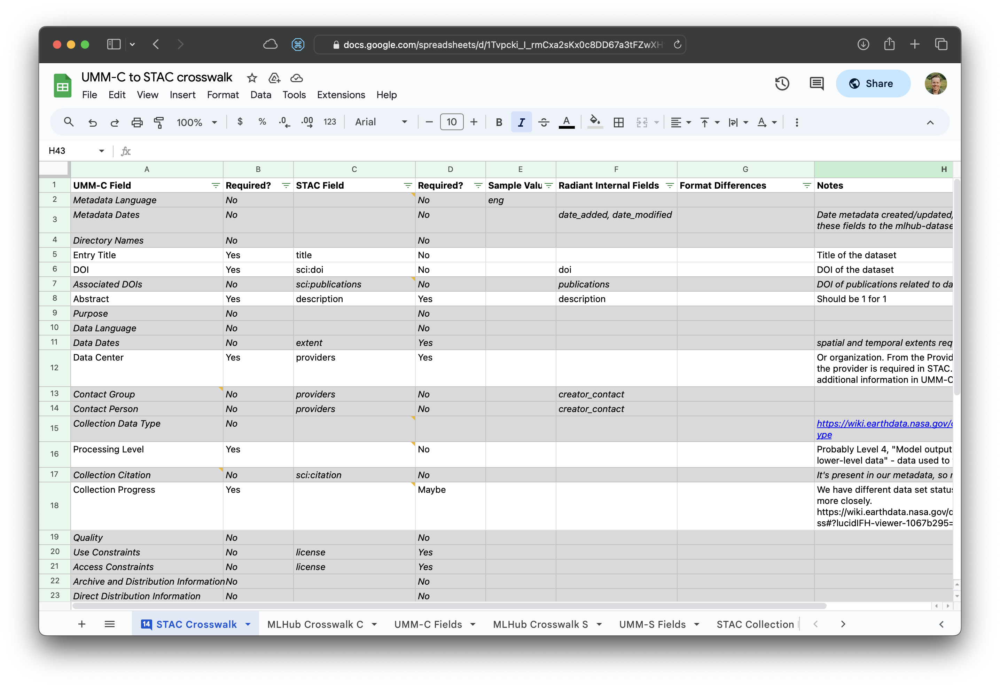 docs.google.com/spreadsheets/d/1Tvpcki_I_rmCxa2sKx0c8DD67a3tFZwXH
UMM-C to STAC crosswalk
File Edit View Insert Format Data Tools Extensions Help
Share
100% $ % .0 .00 123 Arial 10 B I A
H43 fx
A B C D E F G H
1 UMM-C Field Required? STAC Field Required? Sample Valu Radiant Internal Fields Format Differences Notes
2 Metadata Language No No eng
3 Metadata Dates No No date_added, date_modified Date metadata created/updated,
these fields to the mlhub-datase
4 Directory Names No No
5 Entry Title Yes title No Title of the dataset
6 DOI Yes sci:doi No doi DOI of the dataset
7 Associated DOIs No sci:publications No publications DOI of publications related to da
8 Abstract Yes description Yes description Should be 1 for 1
9 Purpose No No
10 Data Language No No
11 Data Dates No extent Yes spatial and temporal extents req
12 Data Center Yes providers Yes Or organization. From the Provid
the provider is required in STAC.
additional information in UMM-C
13 Contact Group No providers No creator_contact
14 Contact Person No providers No creator_contact
15 Collection Data Type No https://wiki.earthdata.nasa.gov/
ype
16 Processing Level Yes No Probably Level 4, "Model output
lower-level data" - data used to
17 Collection Citation No sci:citation No It's present in our metadata, so
18 Collection Progress Yes Maybe We have different data set statu
more closely.
https://wiki.earthdata.nasa.gov/
ss#?lucidIFH-viewer-1067b295=
19 Quality No No
20 Use Constraints No license Yes
21 Access Constraints No license Yes
22 Archive and Distribution Information No No
23 Direct Distribution Information No No
14 STAC Crosswalk MLHub Crosswalk C UMM-C Fields MLHub Crosswalk S UMM-S Fields STAC Collection